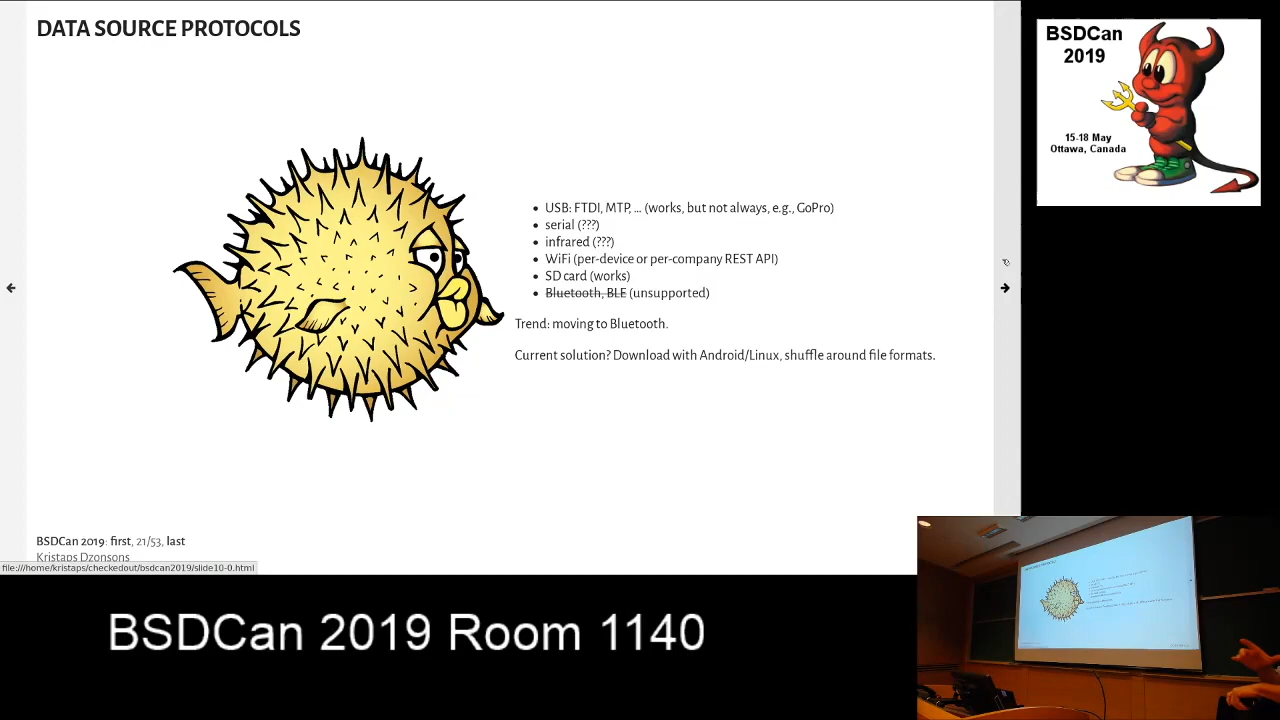 DATA SOURCE PROTOCOLS
• USB: FTDI, MTP, ... (works, but not always, e.g., GoPro)
• serial (???)
• infrared (???)
• WiFi (per-device or per-company REST API)
• SD card (works)
• Bluetooth, BLE (unsupported)
Trend: moving to Bluetooth.
Current solution? Download with Android/Linux, shuffle around file formats.
BSDCan 2019: first, 21/53, last
Kristaps Dzonsons
file:///home/kristaps/checkedout/bsdcan2019/slide10-0.html
BSDCan
2019
15-18 May
Ottawa, Canada
BSDCan 2019 Room 1140